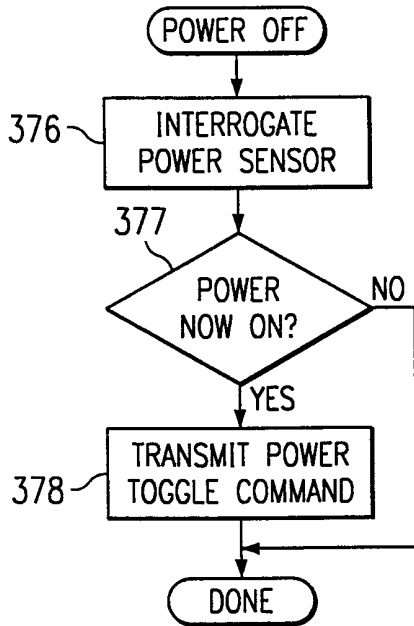 POWER OFF
376
INTERROGATE
POWER SENSOR
377
POWER
NOW ON?
NO
YES
378
TRANSMIT POWER
TOGGLE COMMAND
DONE